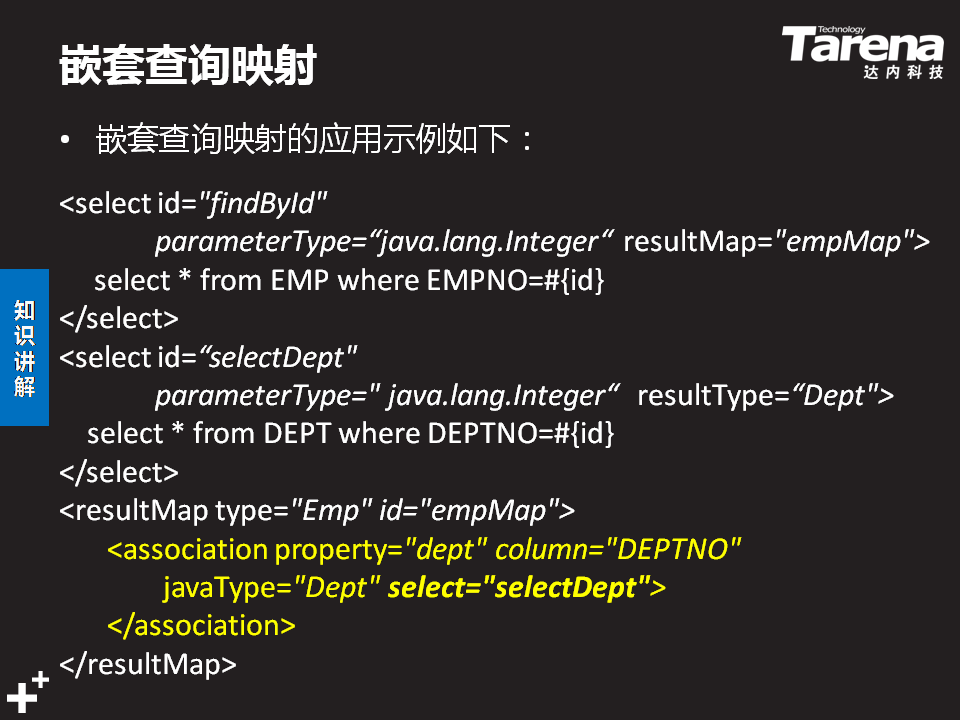 嵌套查询映射
Technology
Tarena
达内科技
• 嵌套查询映射的应用示例如下：
<select id="findById"
parameterType=“java.lang.Integer“ resultMap="empMap">
select * from EMP where EMPNO=#{id}
</select>
<select id=“selectDept"
parameterType=" java.lang.Integer“ resultType=“Dept">
select * from DEPT where DEPTNO=#{id}
</select>
<resultMap type="Emp" id="empMap">
<association property="dept" column="DEPTNO"
javaType="Dept" select="selectDept">
</association>
</resultMap>
知识讲解